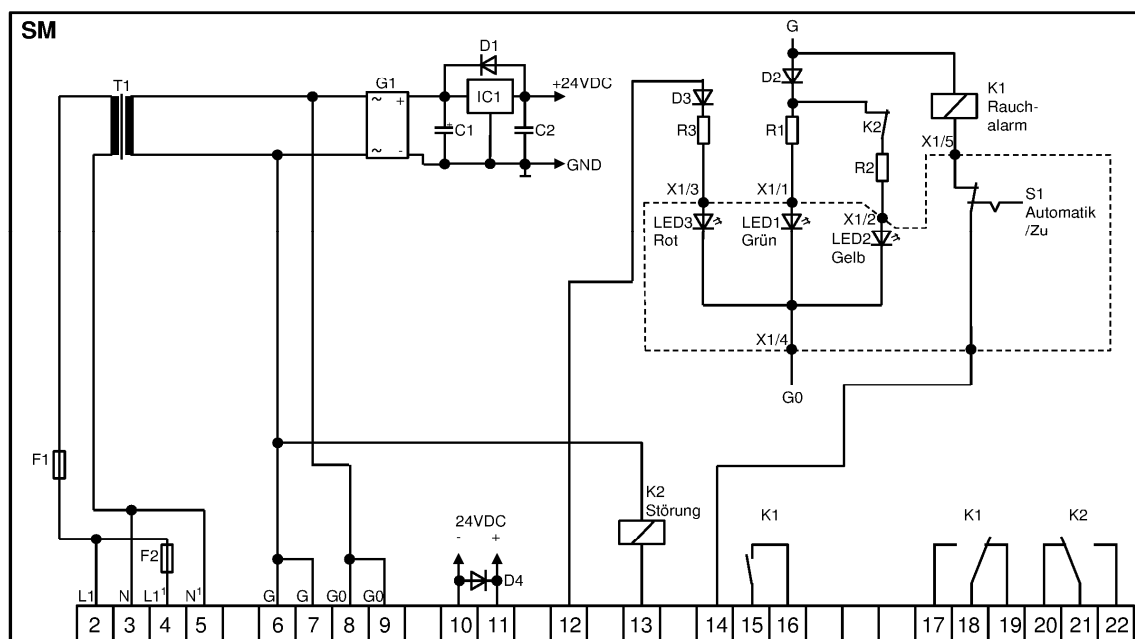 SM
G
T1
D1
+24VDC
G1
IC1
~ +
~ -
C1
C2
GND
D2
D3
R3
R1
K2
R2
K1
Rauch-
alarm
X1/5
X1/3
X1/1
X1/2
LED3
Rot
LED1
Grün
LED2
Gelb
S1
Automatik
/Zu
X1/4
G0
F1
F2
K2
Störung
24VDC
- +
D4
K1
K1
K2
L1 N L1¹ N¹ G G G0 G0
2 3 4 5 6 7 8 9 10 11 12 13 14 15 16 17 18 19 20 21 22